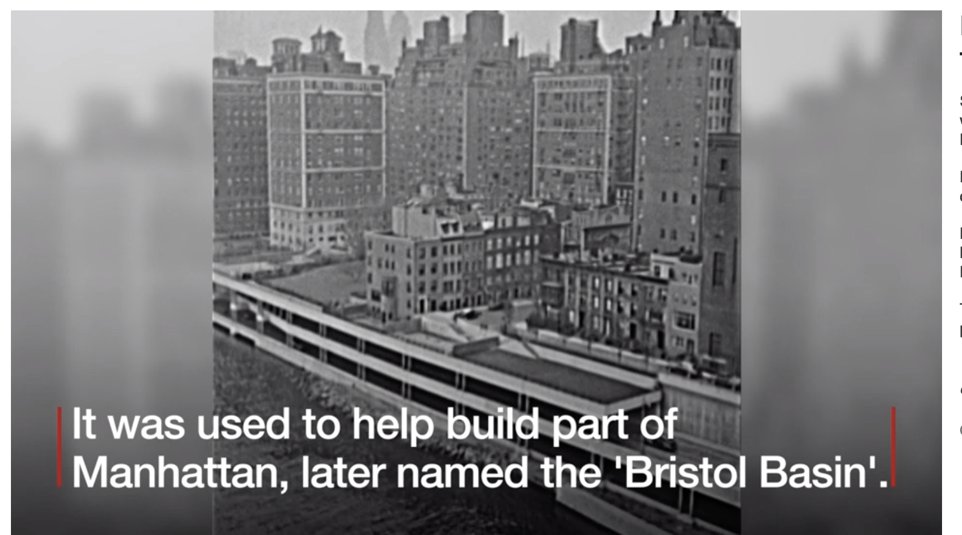 It was used to help build part of
Manhattan, later named the 'Bristol Basin'.